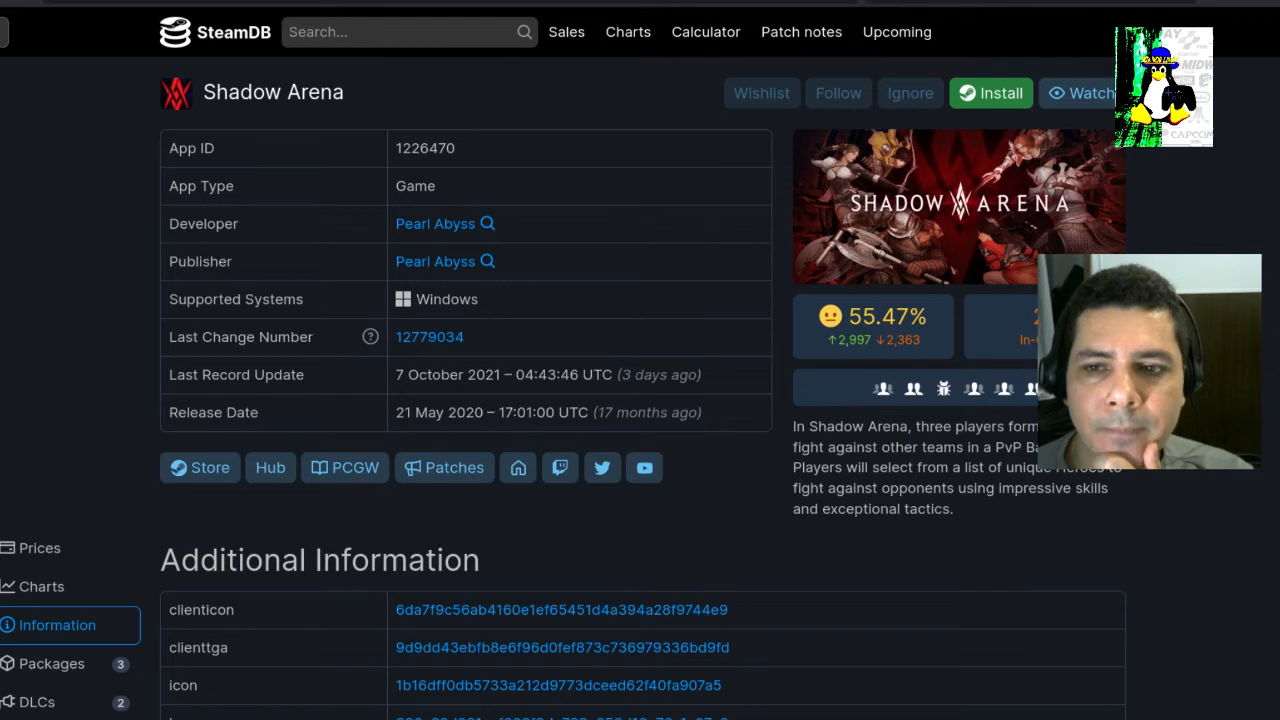 SteamDB
Search...
Sales
Charts
Calculator
Patch notes
Upcoming
Shadow Arena
Wishlist
Follow
Ignore
Install
Watch
App ID 1226470
App Type Game
Developer Pearl Abyss
Publisher Pearl Abyss
Supported Systems Windows
Last Change Number ? 12779034
Last Record Update 7 October 2021 – 04:43:46 UTC (3 days ago)
Release Date 21 May 2020 – 17:01:00 UTC (17 months ago)
Store
Hub
PCGW
Patches
MIDW
CAPCOM
SHADOW ARENA
55.47%
↑2,997 ↓2,363
In-
In Shadow Arena, three players form
fight against other teams in a PvP Ba
Players will select from a list of unique Heroes to
fight against opponents using impressive skills
and exceptional tactics.
Prices
Charts
Information
Packages 3
DLCs 2
Additional Information
clienticon 6da7f9c56ab4160e1ef65451d4a394a28f9744e9
clienttga 9d9dd43ebfb8e6f96d0fef873c736979336bd9fd
icon 1b16dff0db5733a212d9773dceed62f40fa907a5